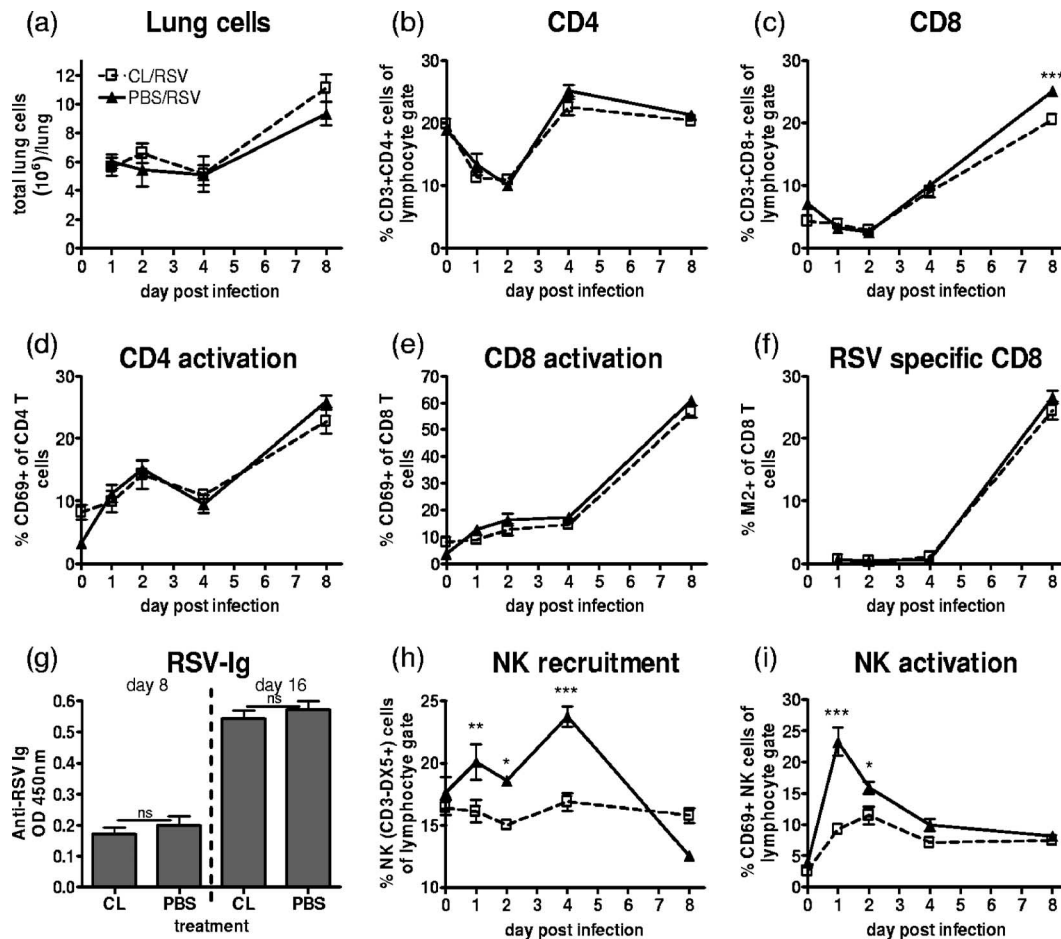 (a) Lung cells
total lung cells
(10⁶)/lung
12
10
8
6
4
2
0
CL/RSV
PBS/RSV
0 1 2 3 4 5 6 7 8
day post infection
(b) CD4
% CD3+CD4+ cells of
lymphocyte gate
30
20
10
0
0 1 2 3 4 5 6 7 8
day post infection
(c) CD8
% CD3+CD8+ cells of
lymphocyte gate
30
20
10
0
***
0 1 2 3 4 5 6 7 8
day post infection
(d) CD4 activation
% CD69+ of CD4 T
cells
30
20
10
0
0 1 2 3 4 5 6 7 8
day post infection
(e) CD8 activation
% CD69+ of CD8 T
cells
70
60
50
40
30
20
10
0
0 1 2 3 4 5 6 7 8
day post infection
(f) RSV specific CD8
% M2+ of CD8 T
cells
30
20
10
0
0 1 2 3 4 5 6 7 8
day post infection
(g) RSV-Ig
day 8 day 16
Anti-RSV Ig
OD 450nm
0.6
0.5
0.4
0.3
0.2
0.1
0.0
ns
ns
CL PBS CL PBS
treatment
(h) NK recruitment
% NK (CD3-DX5+) cells
of lymphoctye gate
25
20
15
10
** * ***
0 1 2 3 4 5 6 7 8
day post infection
(i) NK activation
% CD69+ NK cells of
lymphocyte gate
30
25
20
15
10
5
0
*** *
0 1 2 3 4 5 6 7 8
day post infection